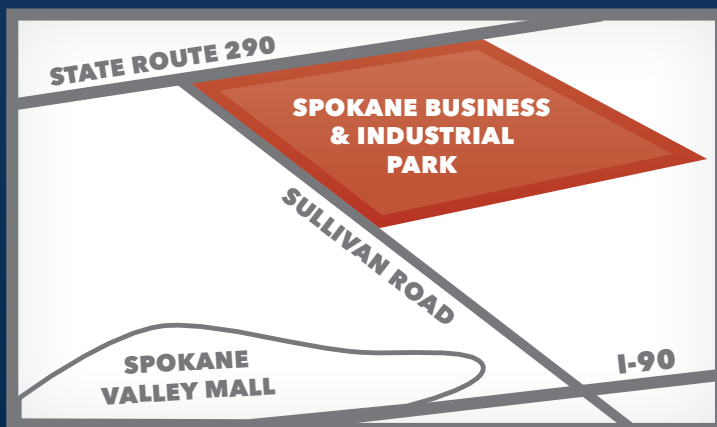 STATE ROUTE 290
SPOKANE BUSINESS
& INDUSTRIAL
PARK
SULLIVAN ROAD
SPOKANE
VALLEY MALL
I-90